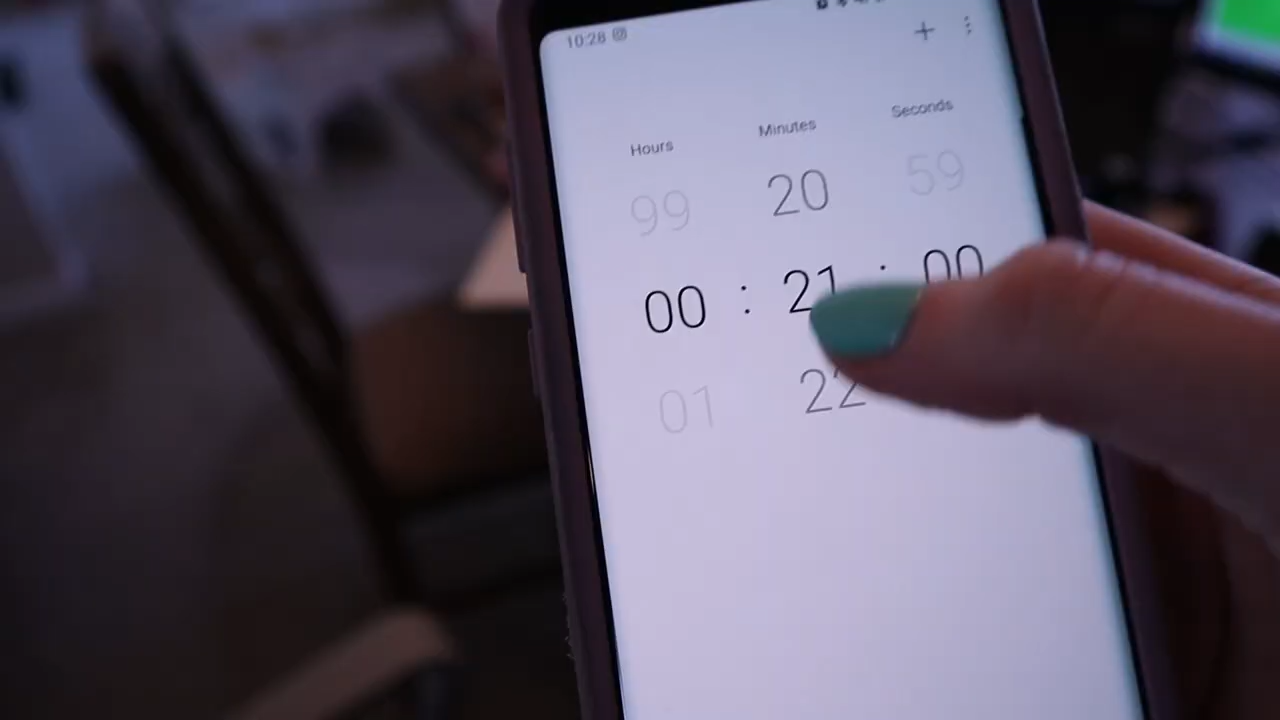 10:28
Hours Minutes Seconds
99 20 59
00 : 21 : 00
01 22